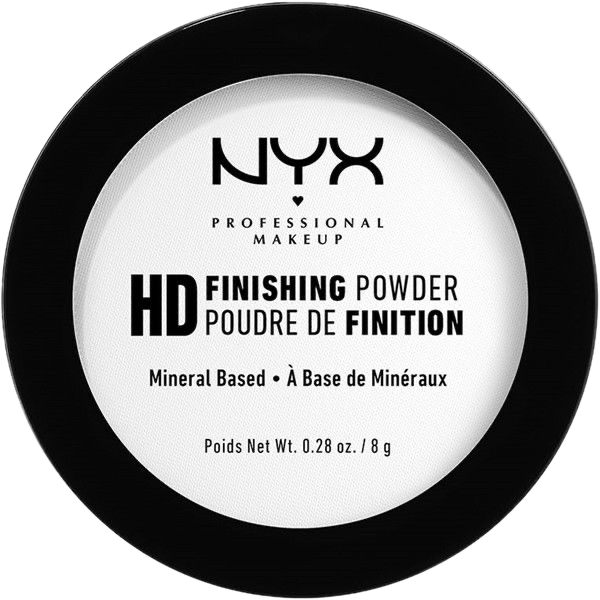 NYX
PROFESSIONAL
MAKEUP
HD FINISHING POWDER
POUDRE DE FINITION
Mineral Based • À Base de Minéraux
Poids Net Wt. 0.28 oz. / 8 g